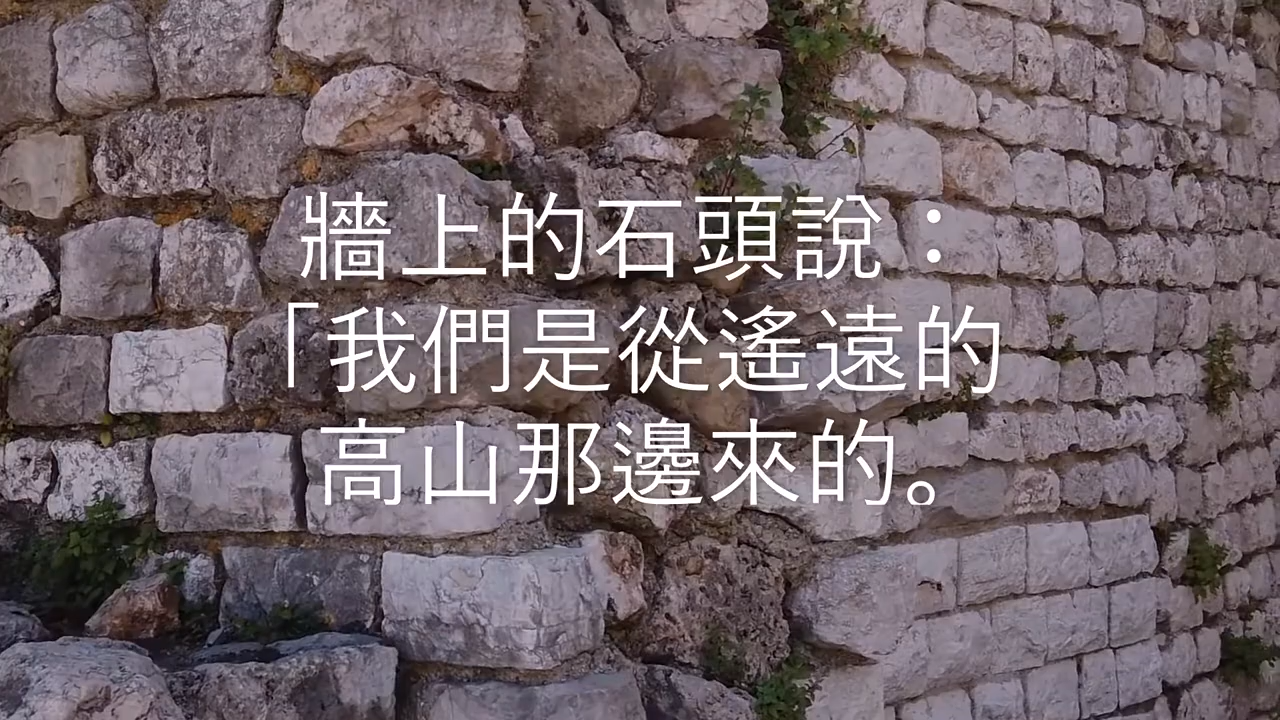 牆上的石頭說：
「我們是從遙遠的
高山那邊來的。